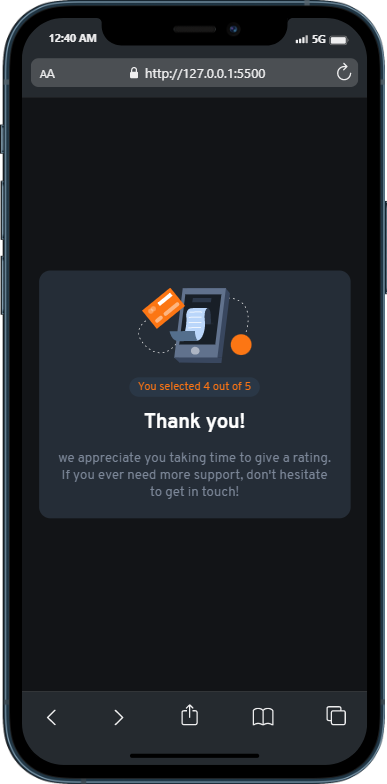 12:40 AM
5G
AA
http://127.0.0.1:5500
You selected 4 out of 5
Thank you!
we appreciate you taking time to give a rating.
If you ever need more support, don't hesitate
to get in touch!